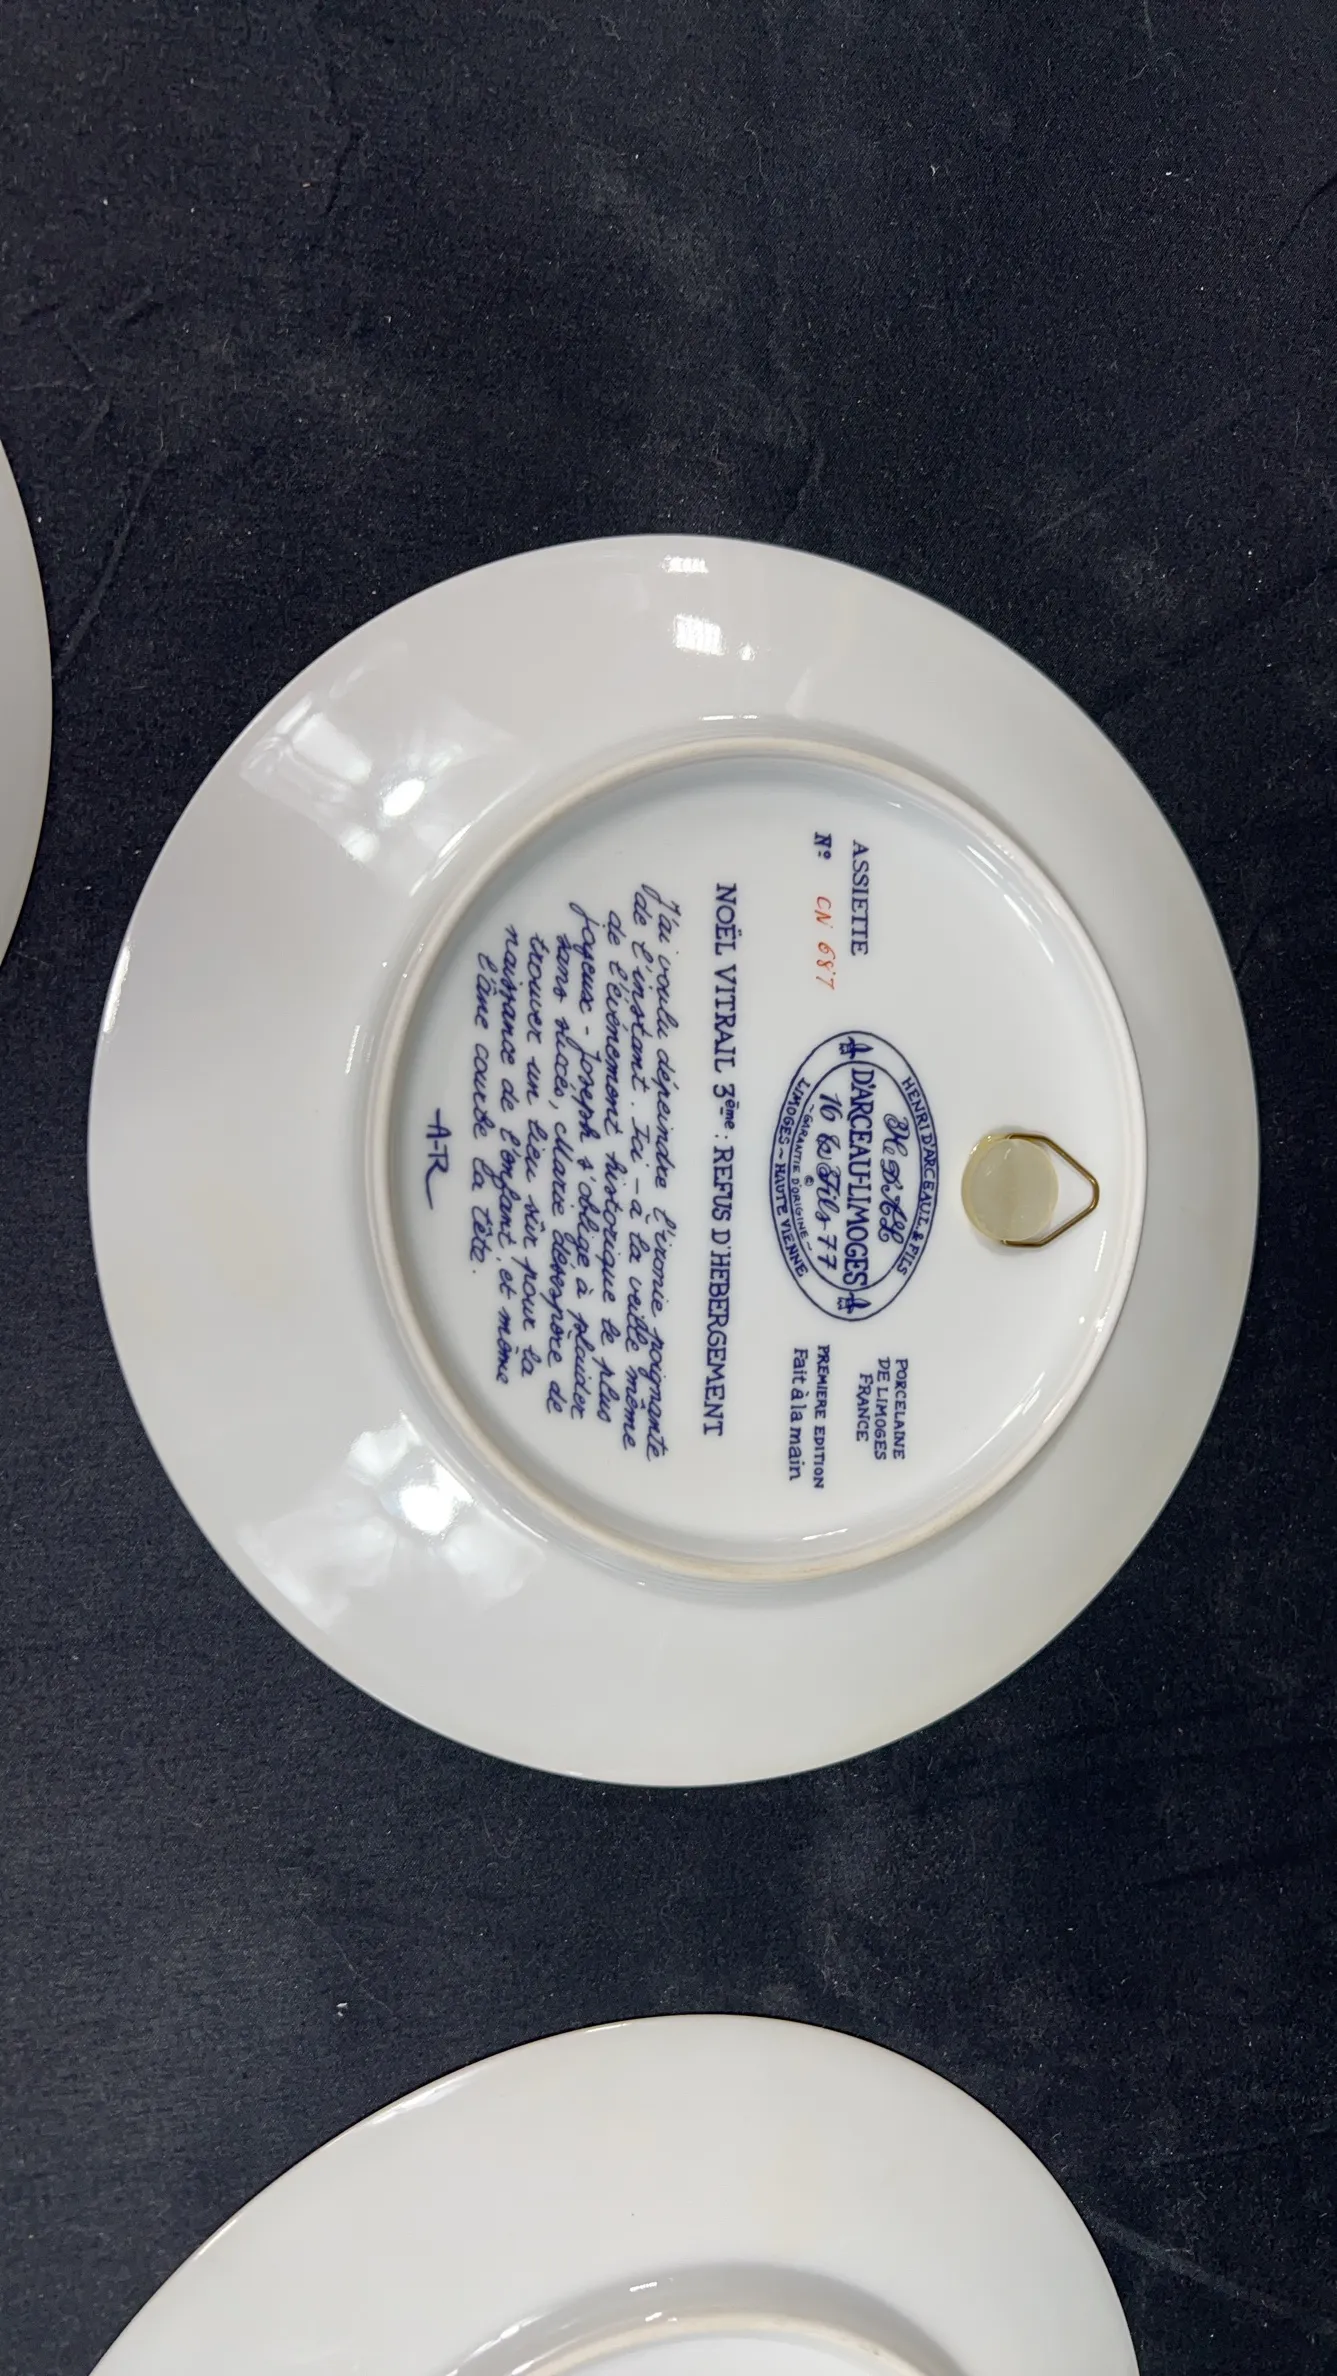 HENRI D'ARCEAU & FILS
H. D'A L
D'ARCEAU-LIMOGES
16 & Fils-77
©
~GARANTIE D'ORIGINE~
LIMOGES ~ HAUTE VIENNE
ASSIETTE
Nº CN 687
PORCELAINE
DE LIMOGES
FRANCE
PREMIERE EDITION
Fait à la main
NOËL VITRAIL 3ème : REFUS D'HEBERGEMENT
J'ai voulu dépeindre l'ironie poignante
de l'instant. Ici - à la veille même
de l'événement historique le plus
joyeux - Joseph s'oblige à plaider
sans succès, Marie désespère de
trouver un lieu sûr pour la
naissance de l'enfant, et même
l'âne courbe la tête.
A-R